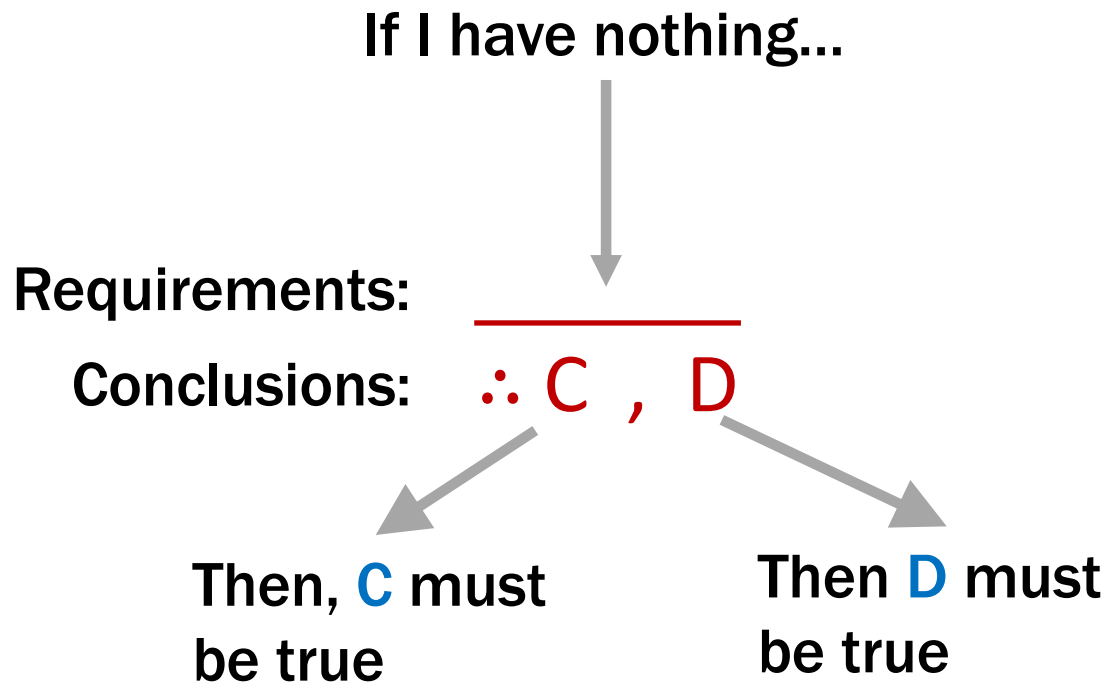 If I have nothing...
Requirements:
Conclusions: ∴ C , D
Then, C must
be true
Then D must
be true